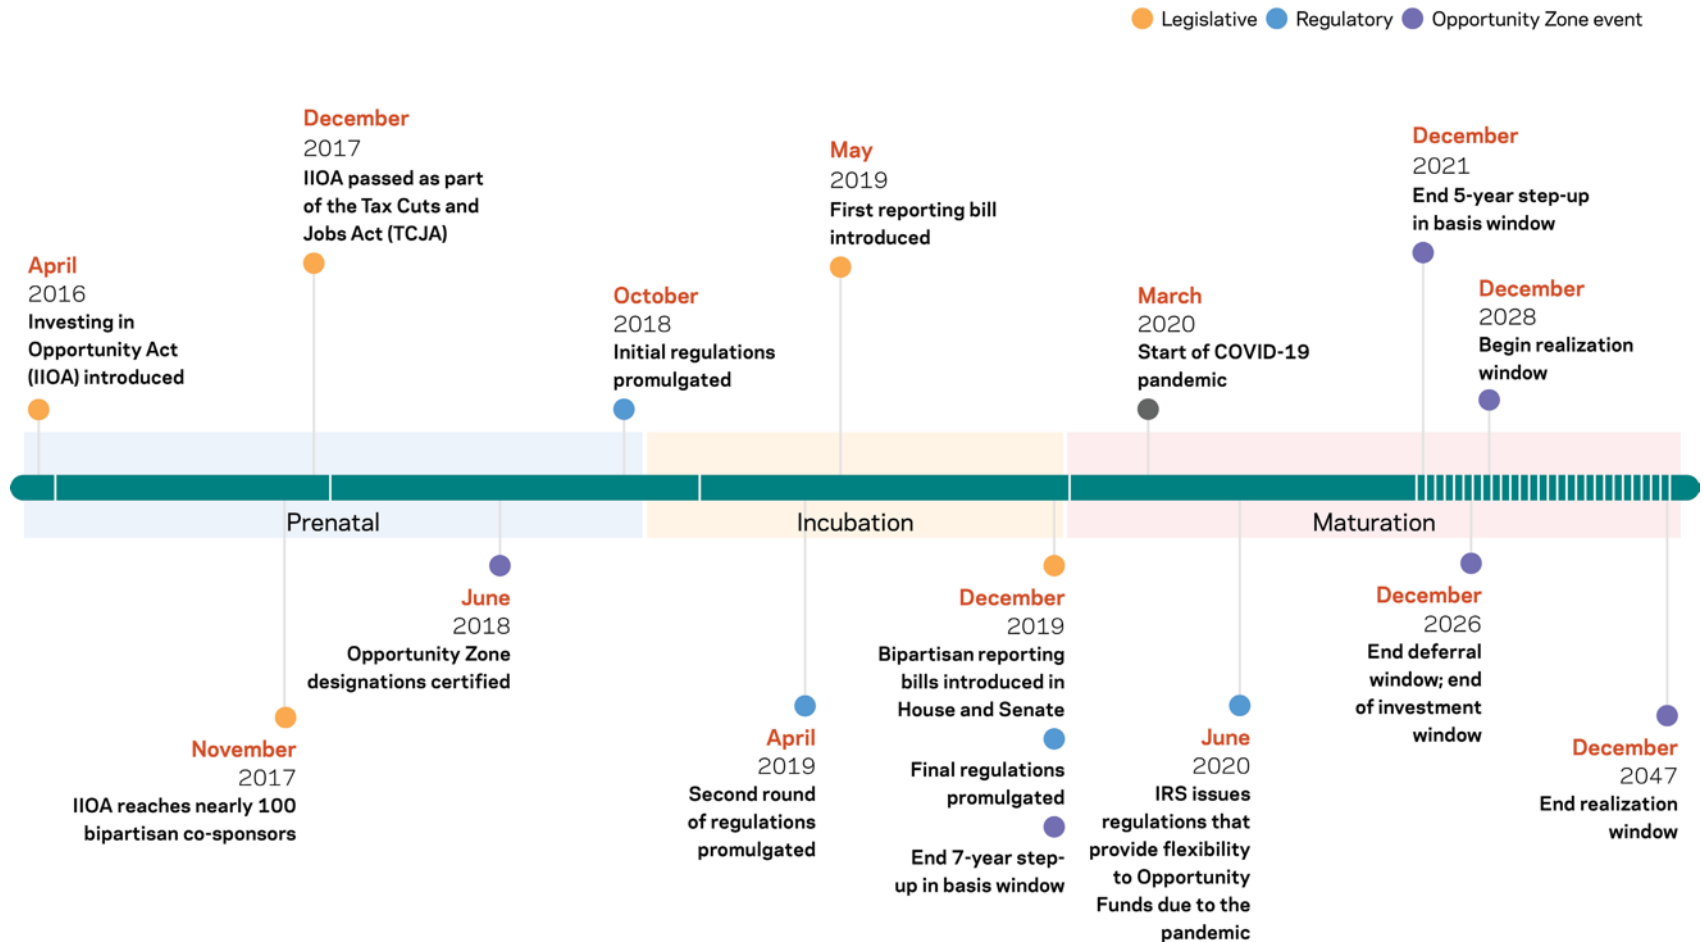 Legislative
Regulatory
Opportunity Zone event
April
2016
Investing in
Opportunity Act
(IIOA) introduced
December
2017
IIOA passed as part
of the Tax Cuts and
Jobs Act (TCJA)
October
2018
Initial regulations
promulgated
May
2019
First reporting bill
introduced
March
2020
Start of COVID-19
pandemic
December
2021
End 5-year step-up
in basis window
December
2028
Begin realization
window
Prenatal
Incubation
Maturation
November
2017
IIOA reaches nearly 100
bipartisan co-sponsors
June
2018
Opportunity Zone
designations certified
April
2019
Second round
of regulations
promulgated
December
2019
Bipartisan reporting
bills introduced in
House and Senate
Final regulations
promulgated
End 7-year step-
up in basis window
June
2020
IRS issues
regulations that
provide flexibility
to Opportunity
Funds due to the
pandemic
December
2026
End deferral
window; end
of investment
window
December
2047
End realization
window